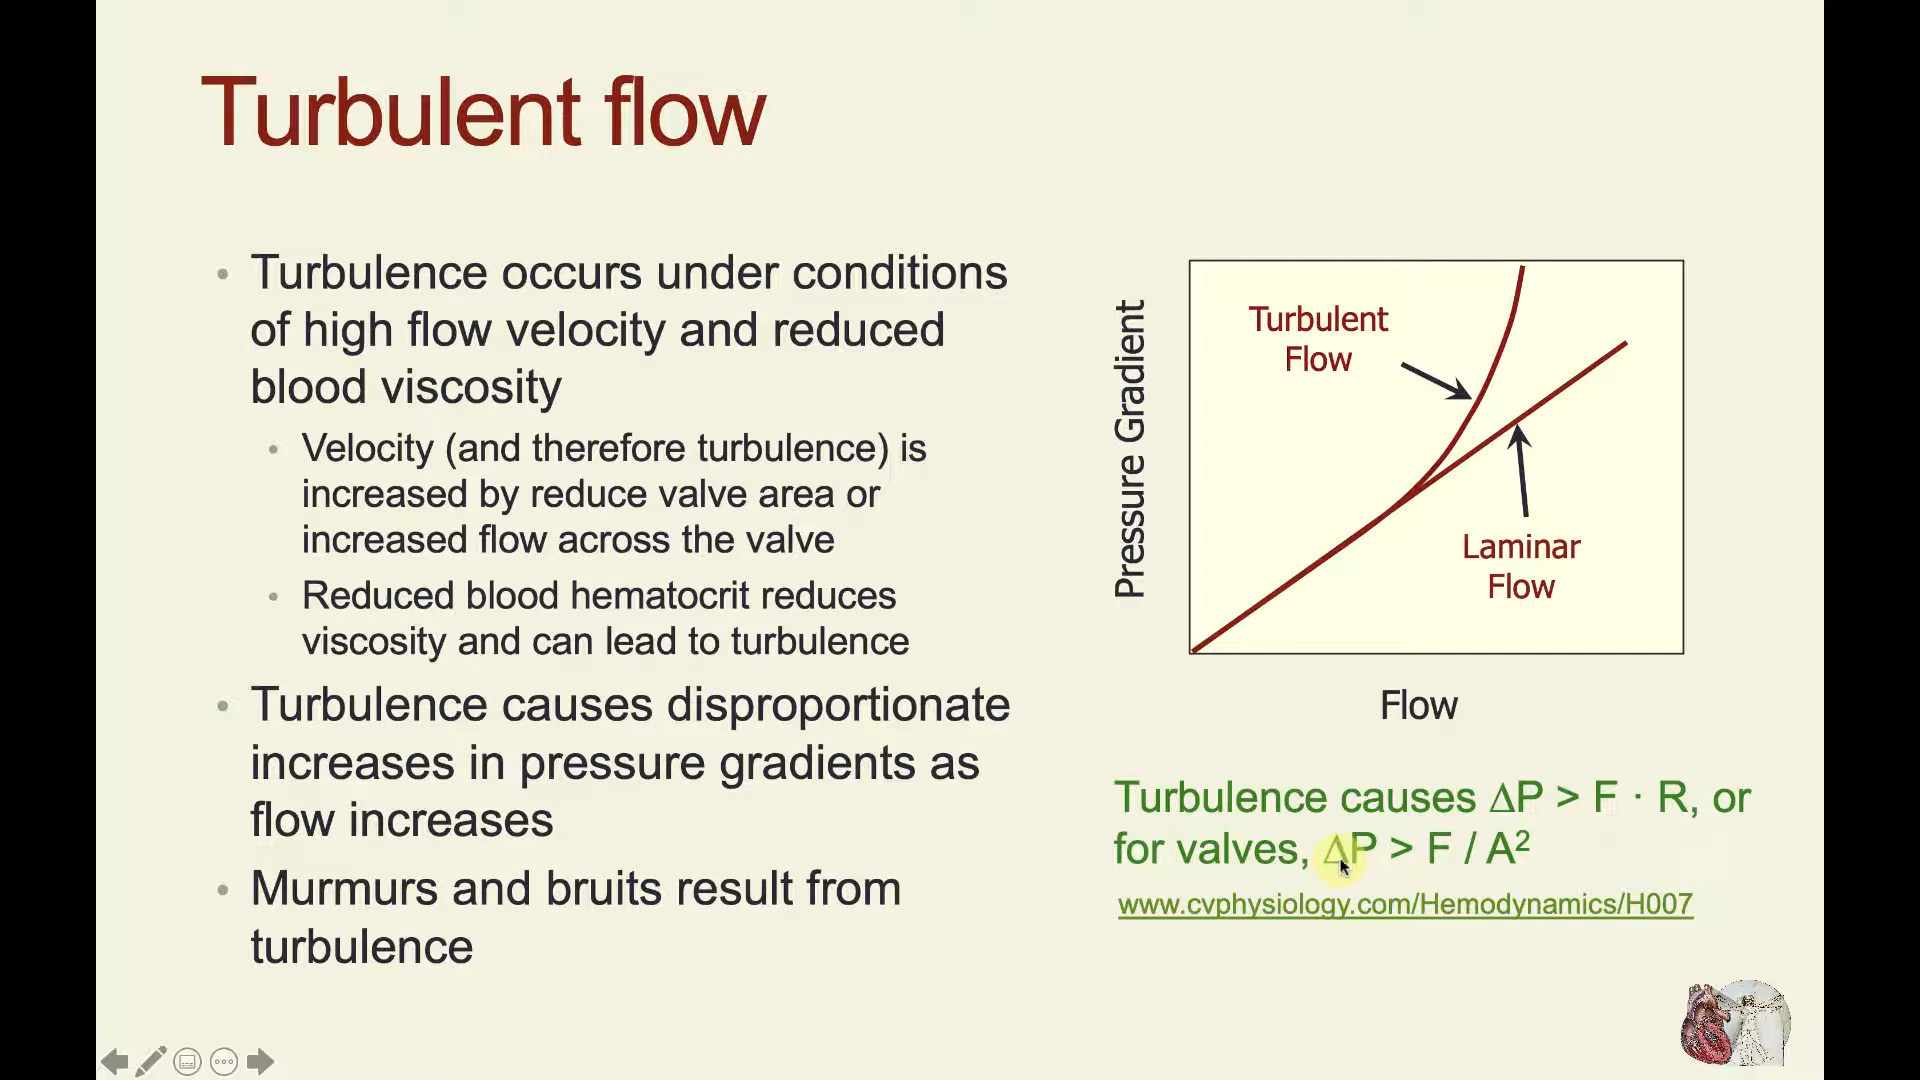 Turbulent flow
• Turbulence occurs under conditions
of high flow velocity and reduced
blood viscosity
• Velocity (and therefore turbulence) is
increased by reduce valve area or
increased flow across the valve
• Reduced blood hematocrit reduces
viscosity and can lead to turbulence
• Turbulence causes disproportionate
increases in pressure gradients as
flow increases
• Murmurs and bruits result from
turbulence
Pressure Gradient
Turbulent
Flow
Laminar
Flow
Flow
Turbulence causes ∆P > F · R, or
for valves, ∆P > F / A²
www.cvphysiology.com/Hemodynamics/H007